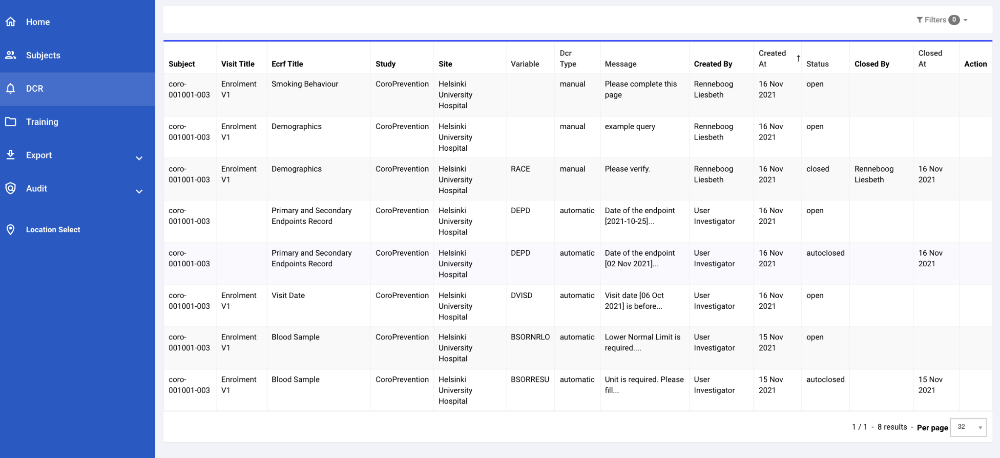 Home
Subjects
DCR
Training
Export
Audit
Location Select
Filters 0
Subject Visit Title Ecrf Title Study Site Variable Dcr Type Message Created By Created At ↑ Status Closed By Closed At Action
coro-001001-003 Enrolment V1 Smoking Behaviour CoroPrevention Helsinki University Hospital manual Please complete this page Renneboog Liesbeth 16 Nov 2021 open
coro-001001-003 Enrolment V1 Demographics CoroPrevention Helsinki University Hospital manual example query Renneboog Liesbeth 16 Nov 2021 open
coro-001001-003 Enrolment V1 Demographics CoroPrevention Helsinki University Hospital RACE manual Please verify. Renneboog Liesbeth 16 Nov 2021 closed Renneboog Liesbeth 16 Nov 2021
coro-001001-003 Primary and Secondary Endpoints Record CoroPrevention Helsinki University Hospital DEPD automatic Date of the endpoint [2021-10-25]... User Investigator 16 Nov 2021 open
coro-001001-003 Primary and Secondary Endpoints Record CoroPrevention Helsinki University Hospital DEPD automatic Date of the endpoint [02 Nov 2021]... User Investigator 16 Nov 2021 autoclosed 16 Nov 2021
coro-001001-003 Enrolment V1 Visit Date CoroPrevention Helsinki University Hospital DVISD automatic Visit date [06 Oct 2021] is before... User Investigator 16 Nov 2021 open
coro-001001-003 Enrolment V1 Blood Sample CoroPrevention Helsinki University Hospital BSORNRLO automatic Lower Normal Limit is required.... User Investigator 15 Nov 2021 open
coro-001001-003 Enrolment V1 Blood Sample CoroPrevention Helsinki University Hospital BSORRESU automatic Unit is required. Please fill... User Investigator 15 Nov 2021 autoclosed 15 Nov 2021
1 / 1 - 8 results - Per page 32